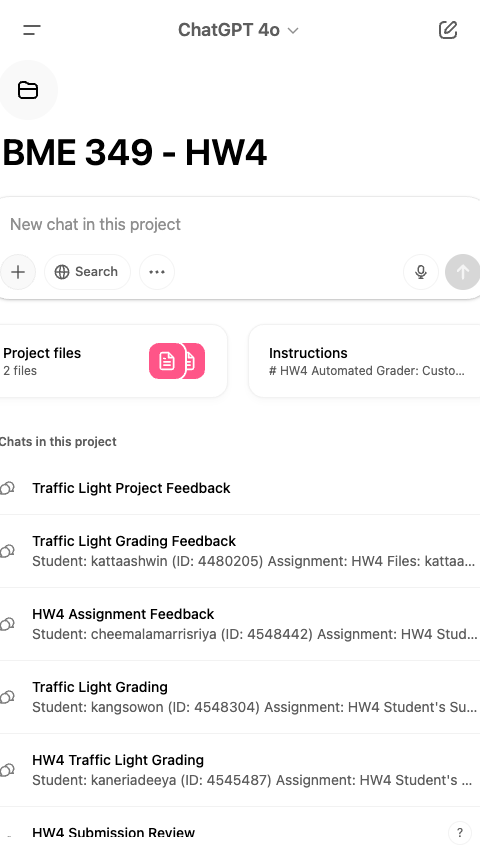 ChatGPT 4o
BME 349 - HW4
New chat in this project
Search
Project files
2 files
Instructions
# HW4 Automated Grader: Custo...
Chats in this project
Traffic Light Project Feedback
Traffic Light Grading Feedback
Student: kattaashwin (ID: 4480205) Assignment: HW4 Files: kattaa...
HW4 Assignment Feedback
Student: cheemalamarrisriya (ID: 4548442) Assignment: HW4 Stud...
Traffic Light Grading
Student: kangsowon (ID: 4548304) Assignment: HW4 Student's Su...
HW4 Traffic Light Grading
Student: kaneriadeeya (ID: 4545487) Assignment: HW4 Student's ...
HW4 Submission Review
?